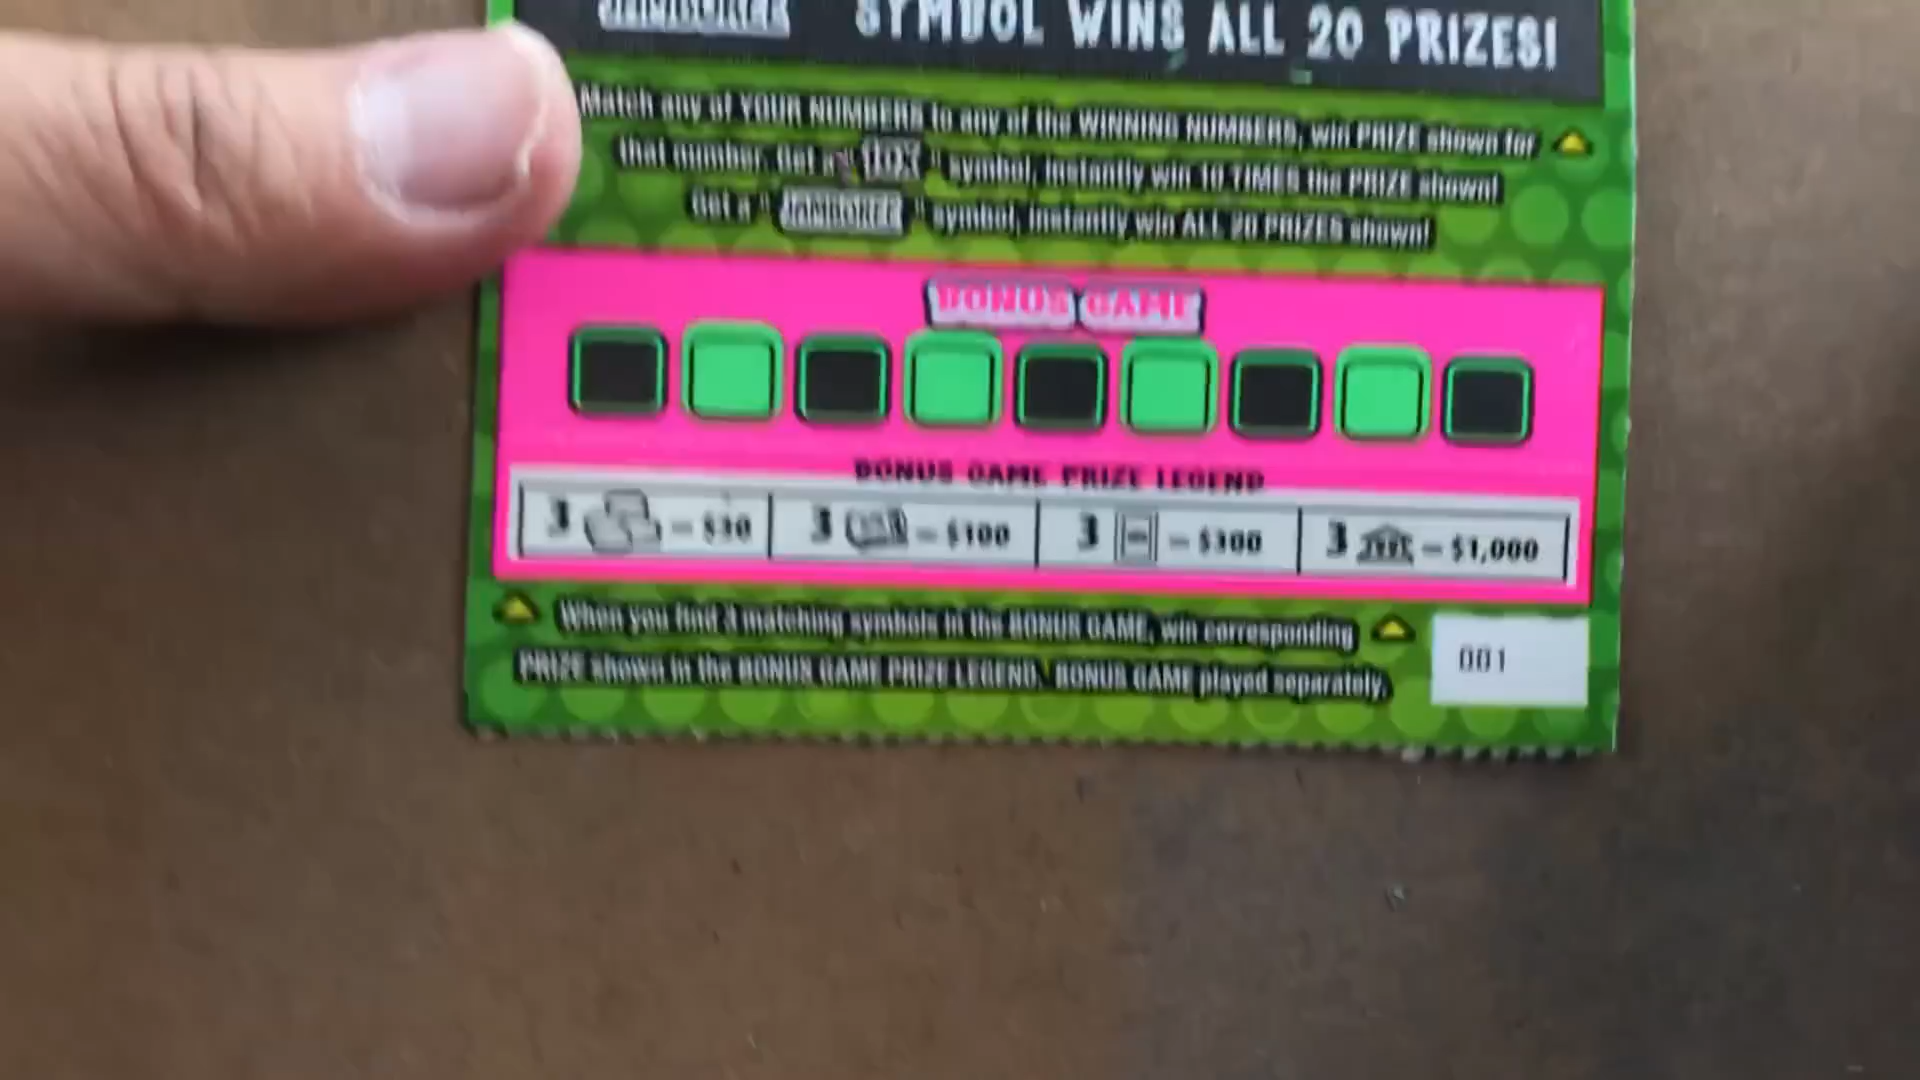 JAMBOREE SYMBOL WINS ALL 20 PRIZES!
Match any of YOUR NUMBERS to any of the WINNING NUMBERS, win PRIZE shown for
that number. Get a " 10X " symbol, instantly win 10 TIMES the PRIZE shown!
Get a " JAMBOREE " symbol, instantly win ALL 20 PRIZES shown!
BONUS GAME
BONUS GAME PRIZE LEGEND
3 = $30 3 = $100 3 = $300 3 = $1,000
When you find 3 matching symbols in the BONUS GAME, win corresponding
PRIZE shown in the BONUS GAME PRIZE LEGEND. BONUS GAME played separately.
001